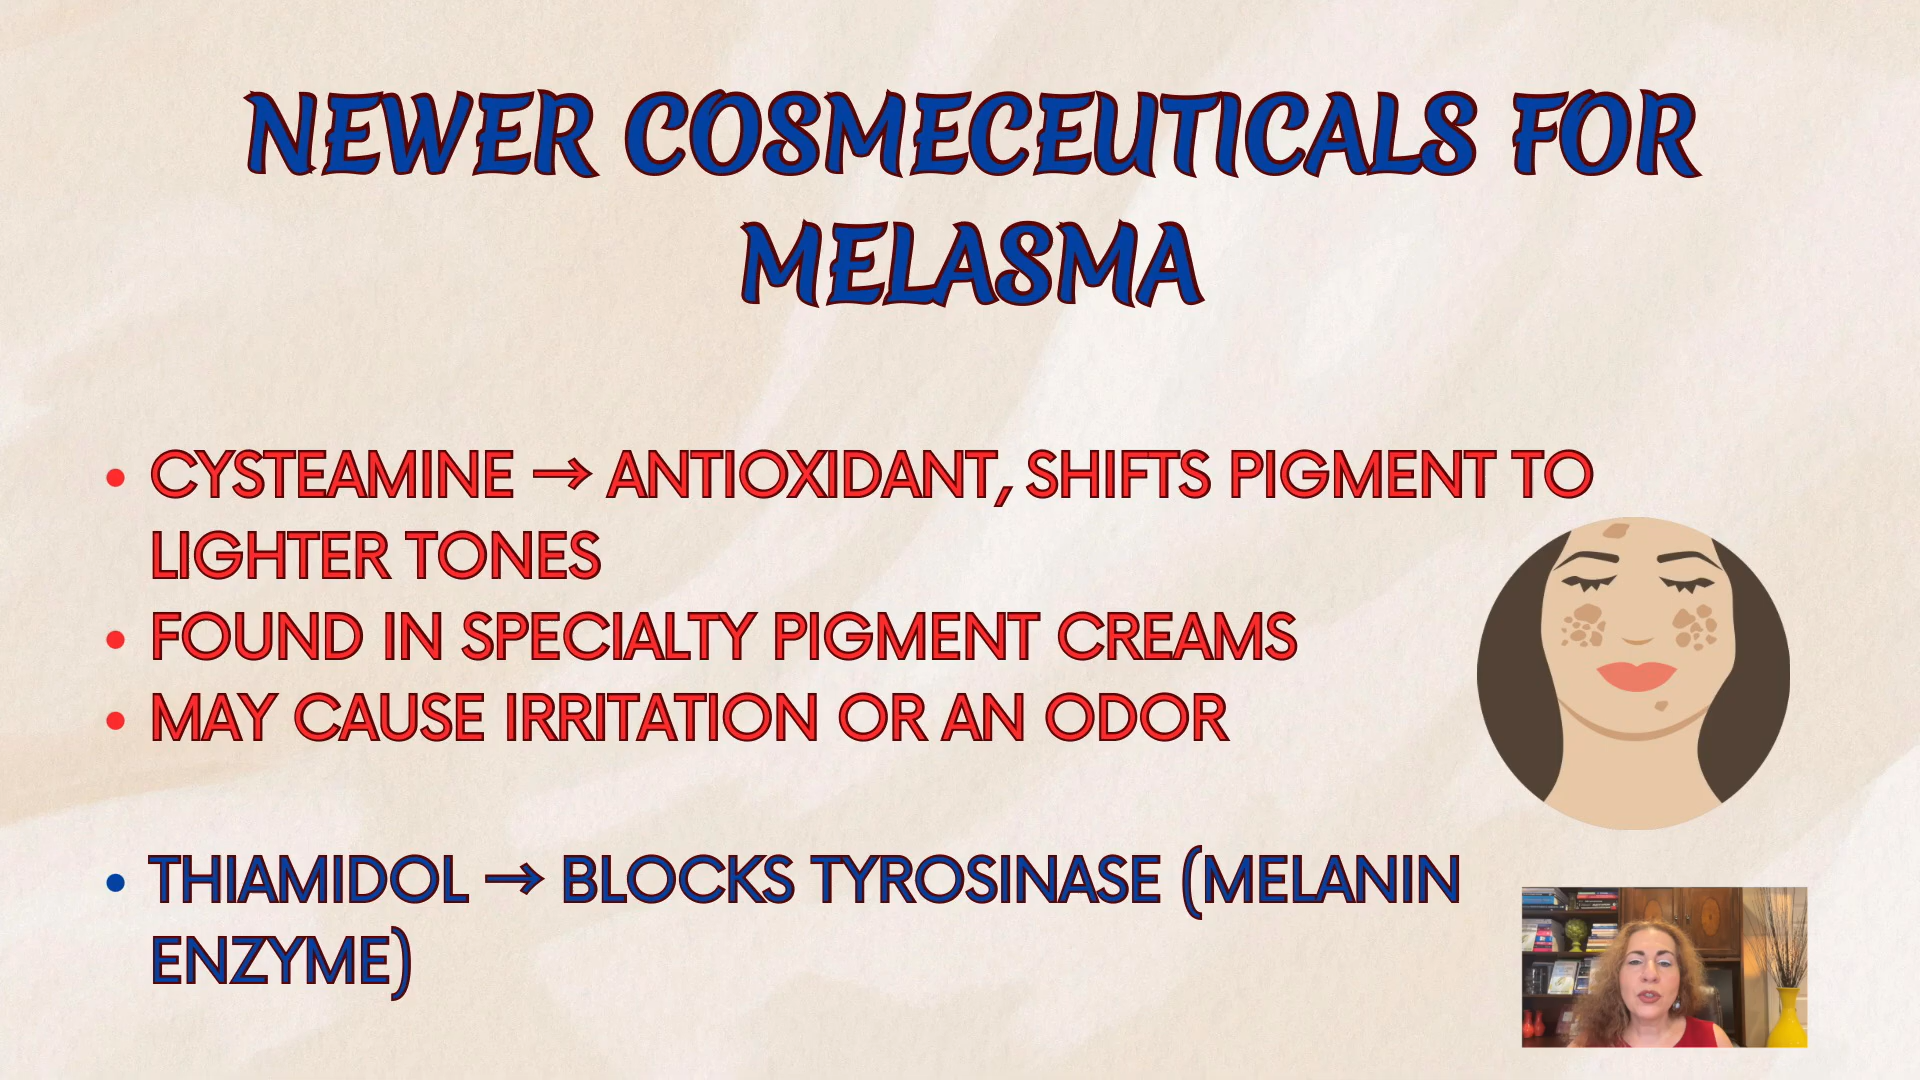 NEWER COSMECEUTICALS FOR
MELASMA
• CYSTEAMINE → ANTIOXIDANT, SHIFTS PIGMENT TO
LIGHTER TONES
• FOUND IN SPECIALTY PIGMENT CREAMS
• MAY CAUSE IRRITATION OR AN ODOR
• THIAMIDOL → BLOCKS TYROSINASE (MELANIN
ENZYME)